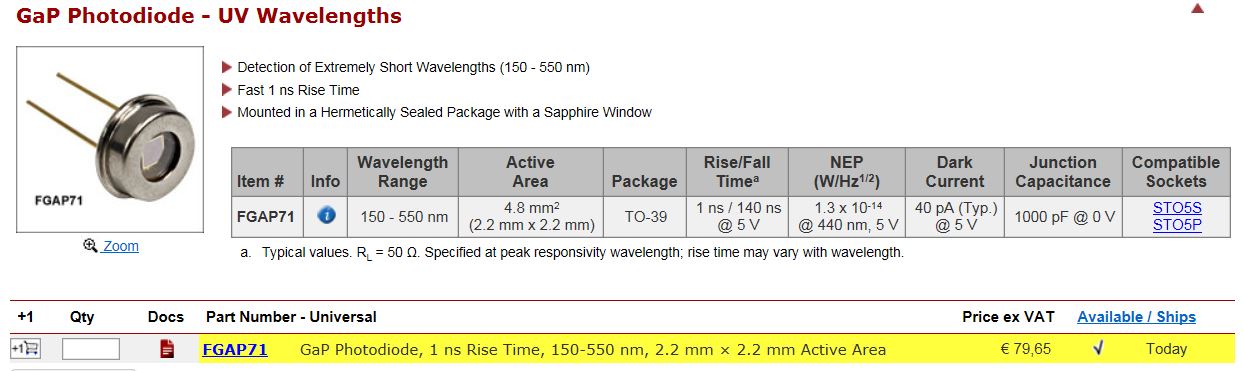 GaP Photodiode - UV Wavelengths
FGAP71
Zoom
Detection of Extremely Short Wavelengths (150 - 550 nm)
Fast 1 ns Rise Time
Mounted in a Hermetically Sealed Package with a Sapphire Window
Item # Info Wavelength Range Active Area Package Rise/Fall Timeᵃ NEP (W/Hz¹ᐟ²) Dark Current Junction Capacitance Compatible Sockets
FGAP71 150 - 550 nm 4.8 mm² (2.2 mm x 2.2 mm) TO-39 1 ns / 140 ns @ 5 V 1.3 x 10⁻¹⁴ @ 440 nm, 5 V 40 pA (Typ.) @ 5 V 1000 pF @ 0 V STO5S STO5P
a. Typical values. R_L = 50 Ω. Specified at peak responsivity wavelength; rise time may vary with wavelength.
+1 Qty Docs Part Number - Universal Price ex VAT Available / Ships
+1 FGAP71 GaP Photodiode, 1 ns Rise Time, 150-550 nm, 2.2 mm × 2.2 mm Active Area € 79,65 Today